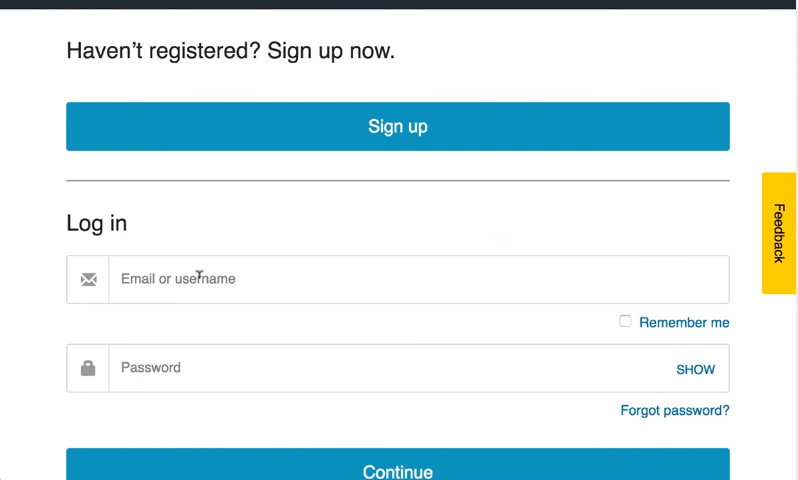 Haven't registered? Sign up now.
Sign up
Log in
Email or username
Remember me
Password
SHOW
Forgot password?
Continue
Feedback